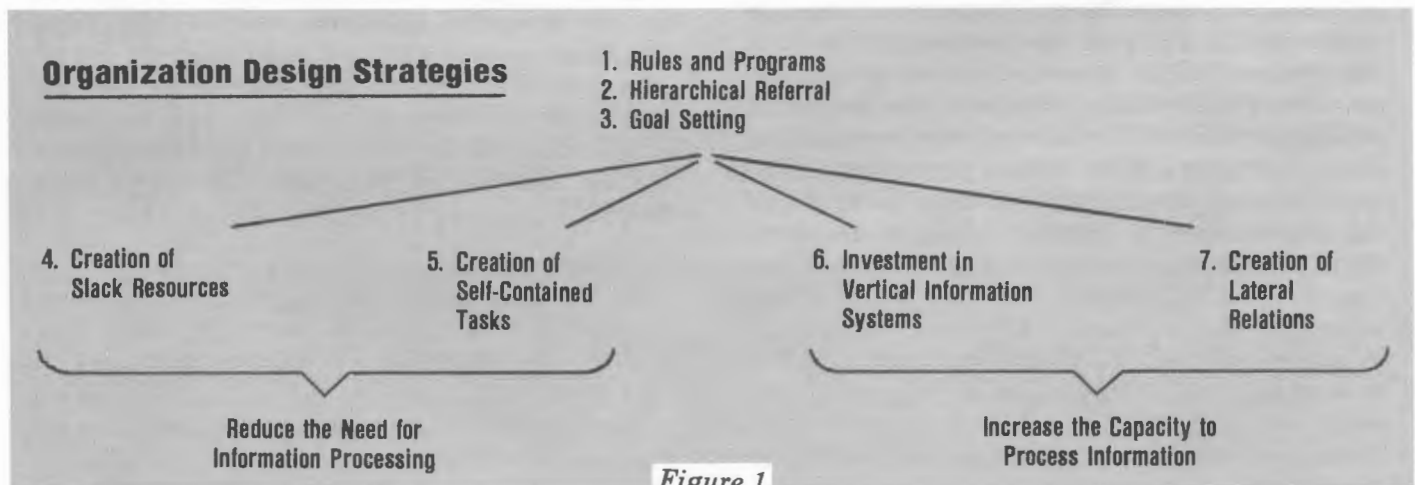 Organization Design Strategies
1. Rules and Programs
2. Hierarchical Referral
3. Goal Setting
4. Creation of
Slack Resources
5. Creation of
Self-Contained
Tasks
6. Investment in
Vertical Information
Systems
7. Creation of
Lateral
Relations
Reduce the Need for
Information Processing
Increase the Capacity to
Process Information
Figure 1